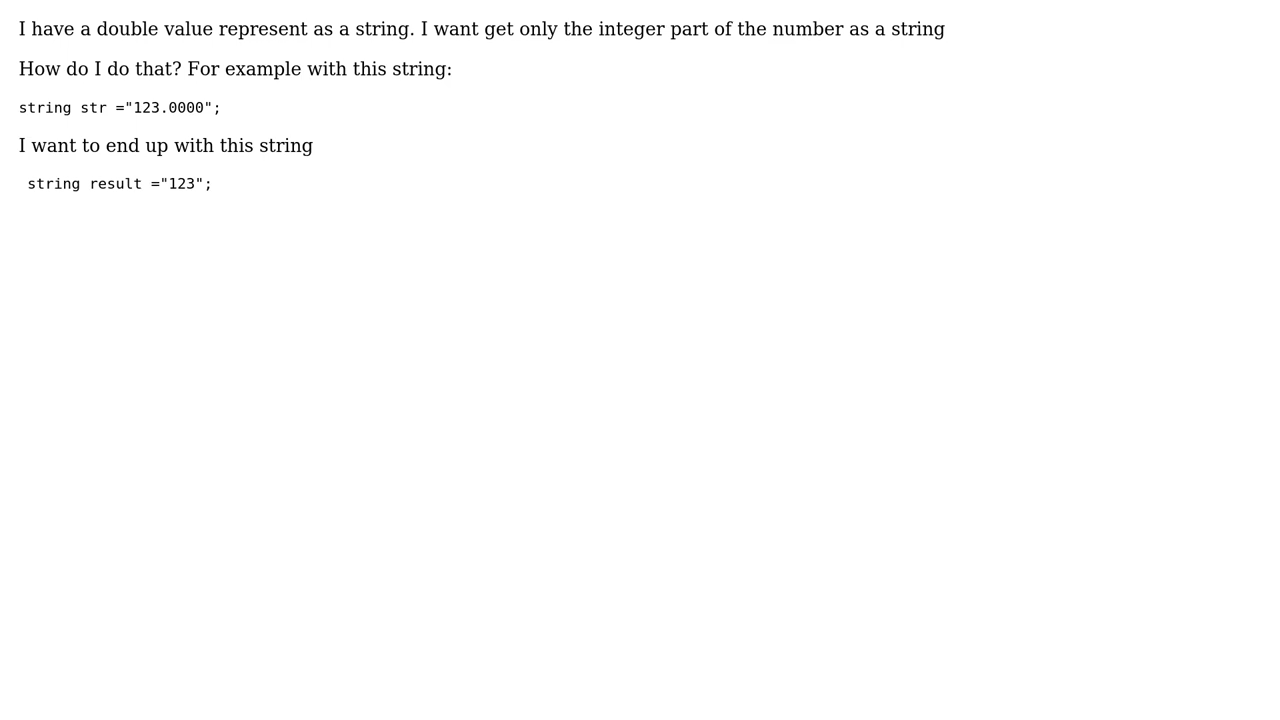 I have a double value represent as a string. I want get only the integer part of the number as a string
How do I do that? For example with this string:
string str ="123.0000";
I want to end up with this string
string result ="123";